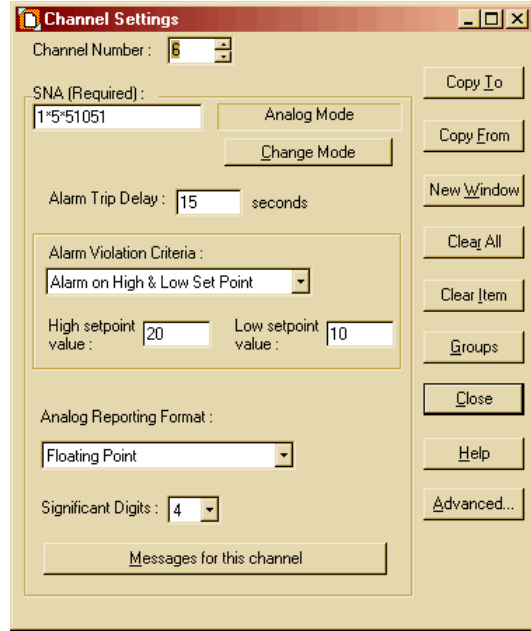 Channel Settings
Channel Number : 6
SNA (Required) :
1*5*51051
Analog Mode
Change Mode
Alarm Trip Delay : 15 seconds
Alarm Violation Criteria :
Alarm on High & Low Set Point
High setpoint value : 20
Low setpoint value : 10
Analog Reporting Format :
Floating Point
Significant Digits : 4
Messages for this channel
Copy To
Copy From
New Window
Clear All
Clear Item
Groups
Close
Help
Advanced...